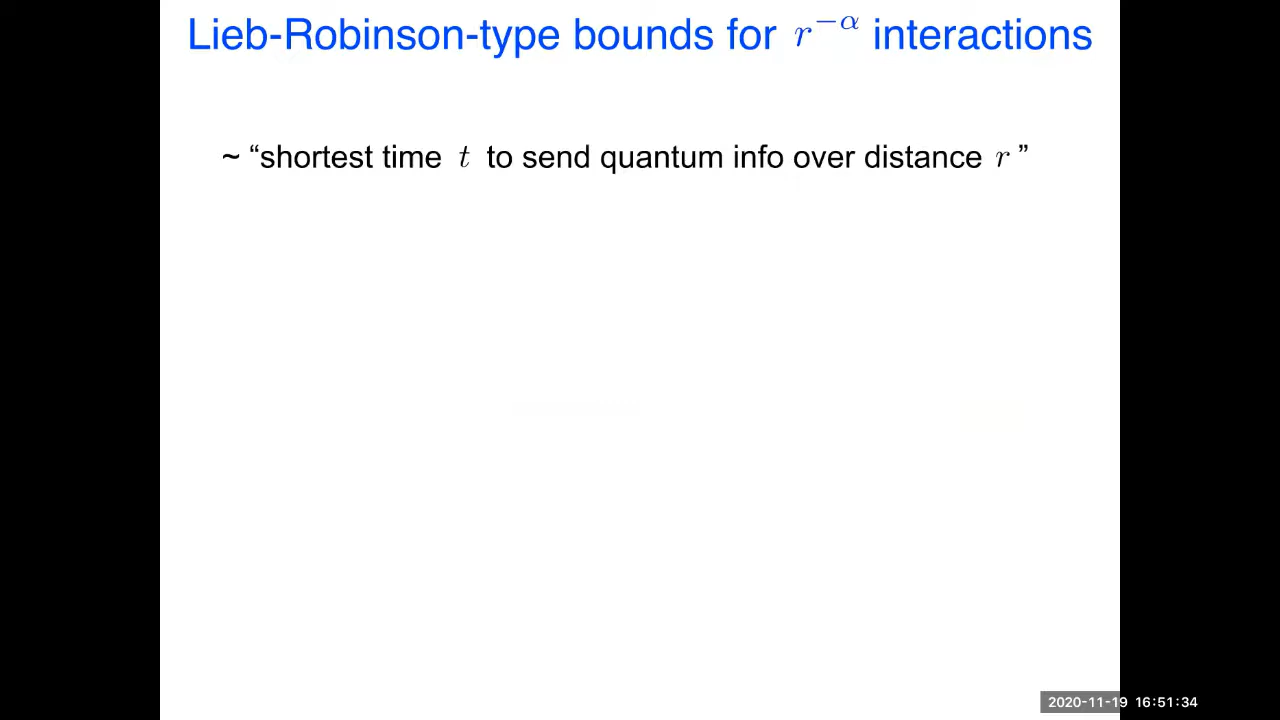 Lieb-Robinson-type bounds for r^{-α} interactions
~ “shortest time t to send quantum info over distance r ”
2020-11-19 16:51:34